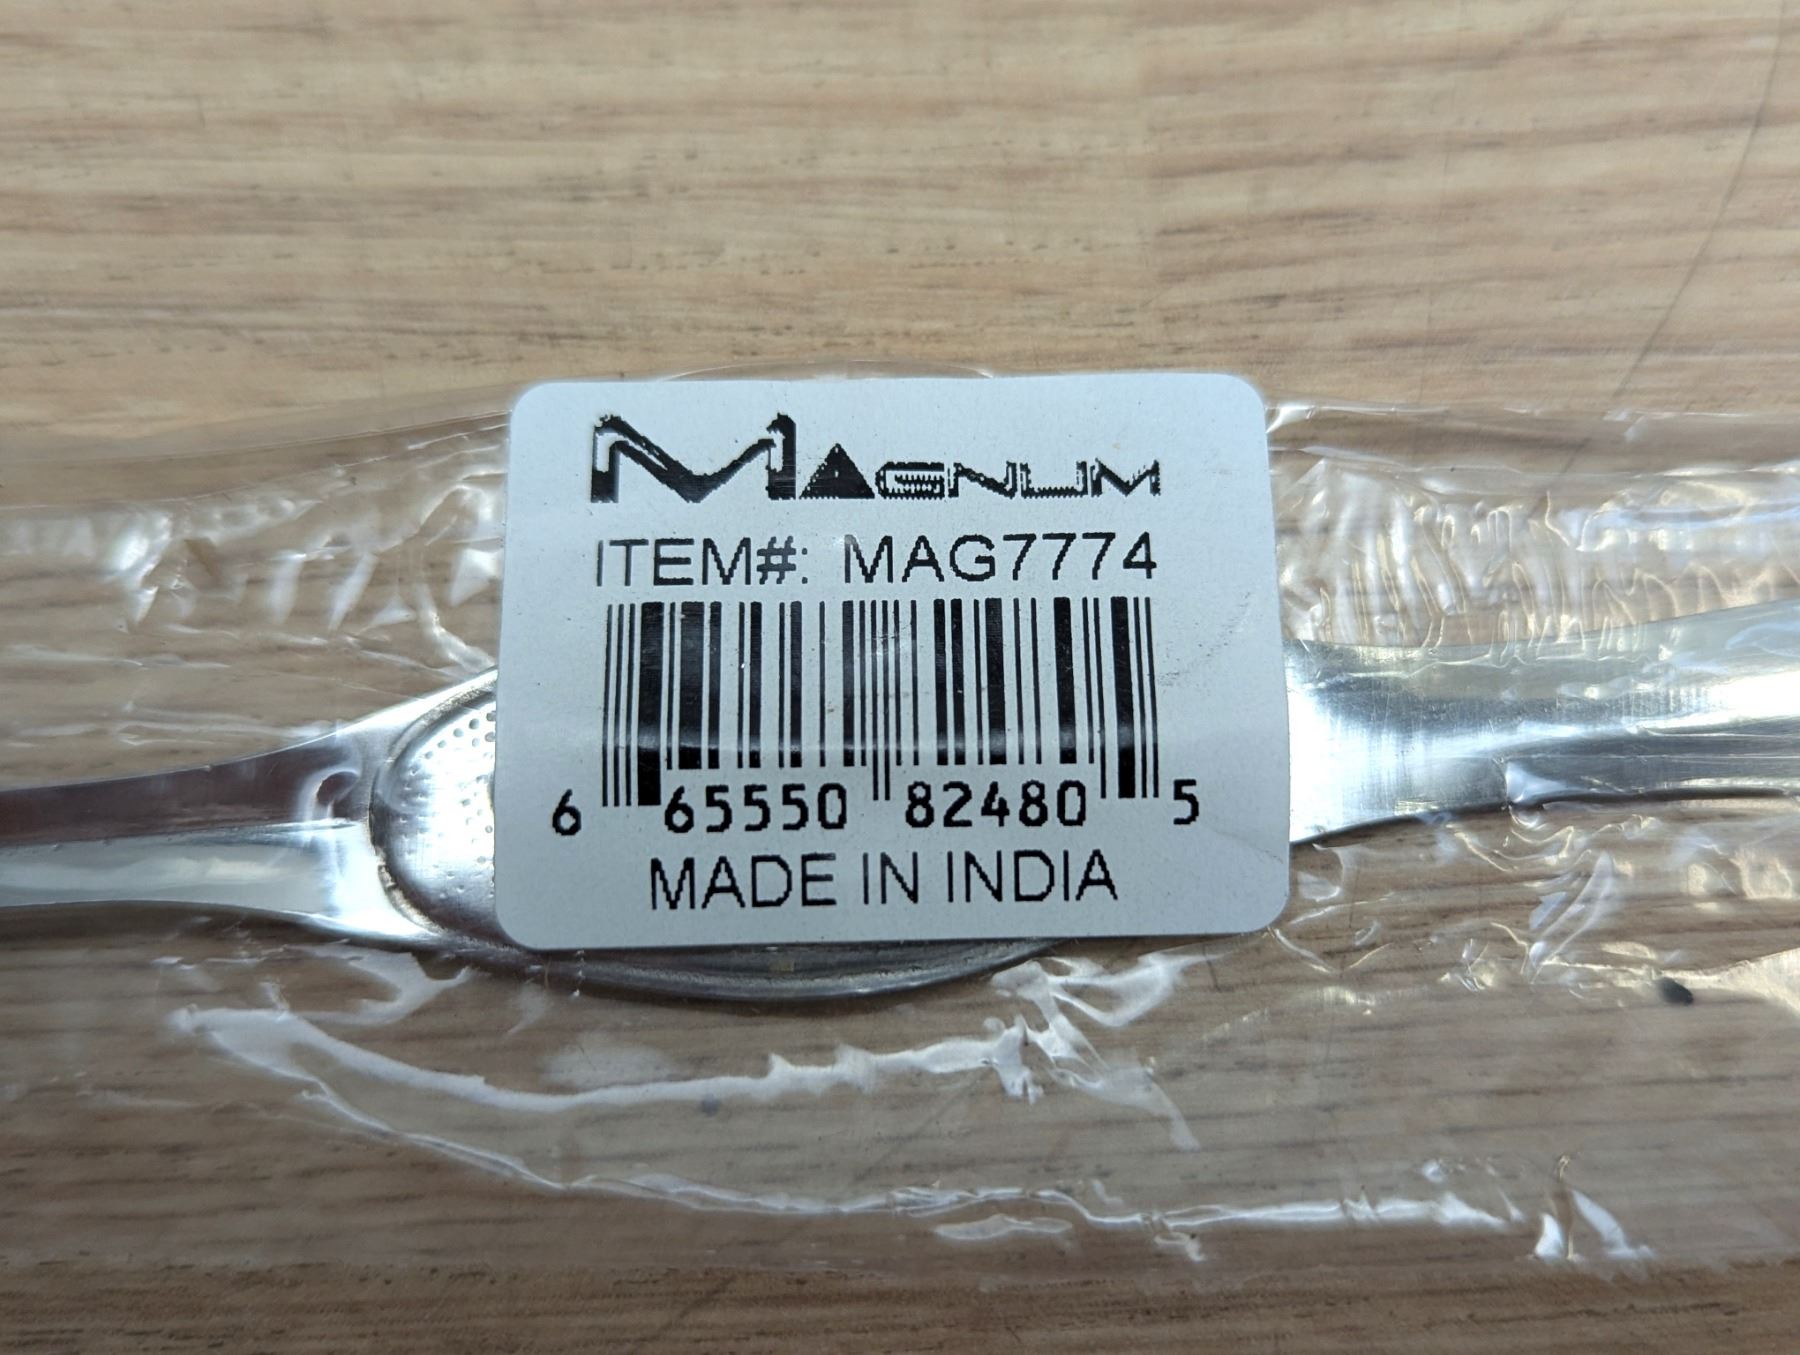 MAGNUM
ITEM#: MAG7774
6 65550 82480 5
MADE IN INDIA